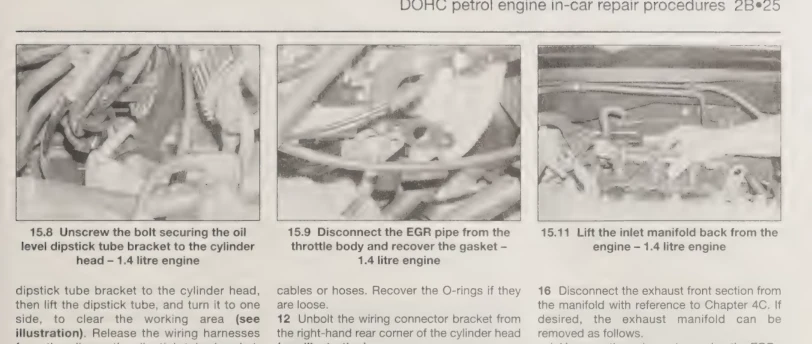 DOHC petrol engine in-car repair procedures 2B•25
15.8 Unscrew the bolt securing the oil
level dipstick tube bracket to the cylinder
head – 1.4 litre engine
15.9 Disconnect the EGR pipe from the
throttle body and recover the gasket –
1.4 litre engine
15.11 Lift the inlet manifold back from the
engine – 1.4 litre engine
dipstick tube bracket to the cylinder head,
then lift the dipstick tube, and turn it to one
side, to clear the working area (see
illustration). Release the wiring harnesses
cables or hoses. Recover the O-rings if they
are loose.
12 Unbolt the wiring connector bracket from
the right-hand rear corner of the cylinder head
16 Disconnect the exhaust front section from
the manifold with reference to Chapter 4C. If
desired, the exhaust manifold can be
removed as follows.